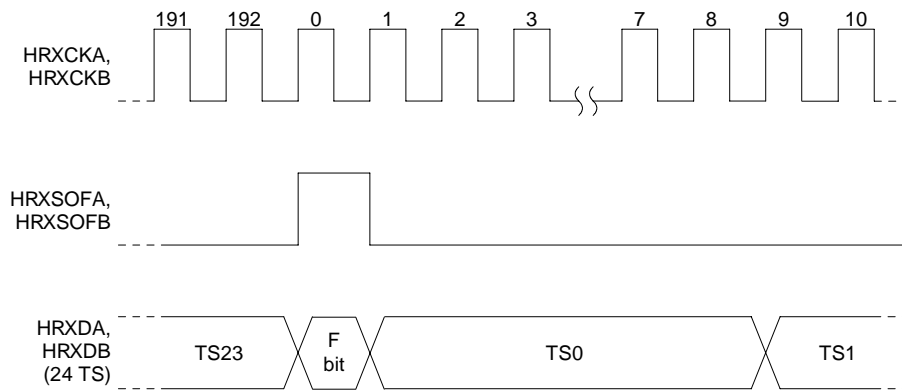 191 192 0 1 2 3 7 8 9 10
HRXCKA,
HRXCKB
HRXSOFA,
HRXSOFB
HRXDA,
HRXDB
(24 TS)
TS23
F
bit
TS0
TS1